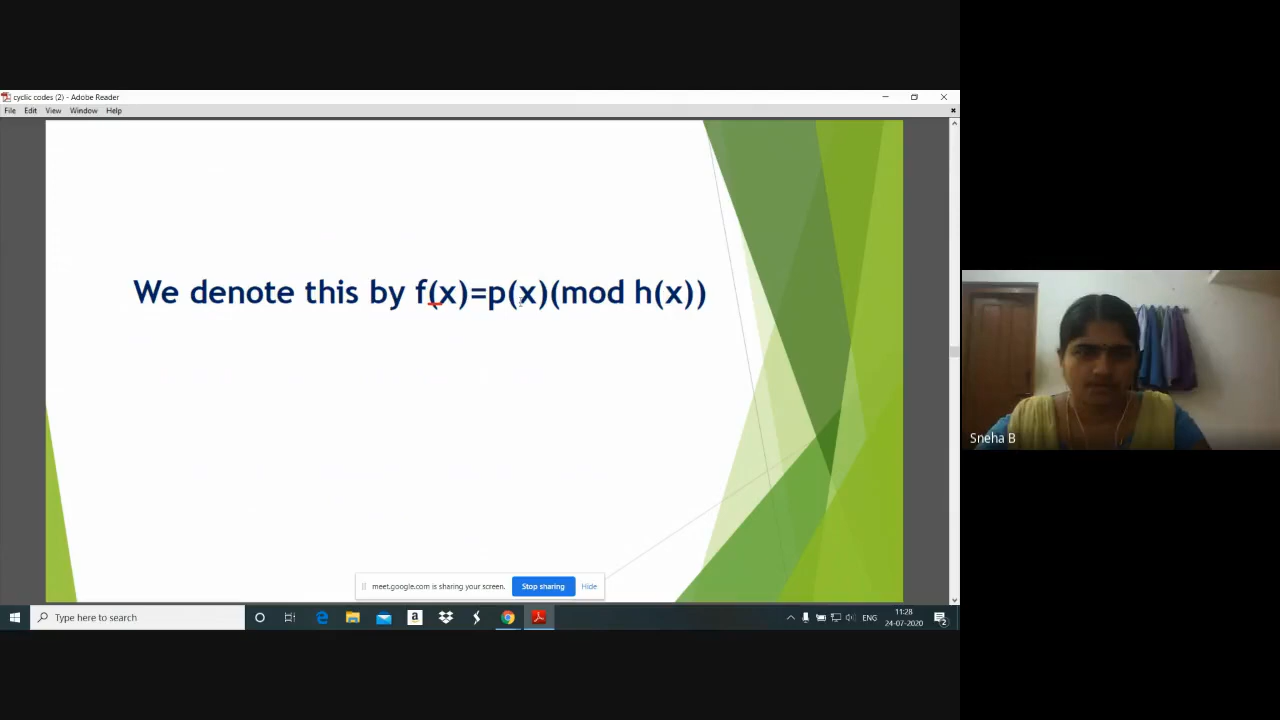 cyclic codes (2) - Adobe Reader
File Edit View Window Help
We denote this by f(x)=p(x)(mod h(x))
Sneha B
meet.google.com is sharing your screen. Stop sharing Hide
Type here to search
ENG
11:28
24-07-2020
2